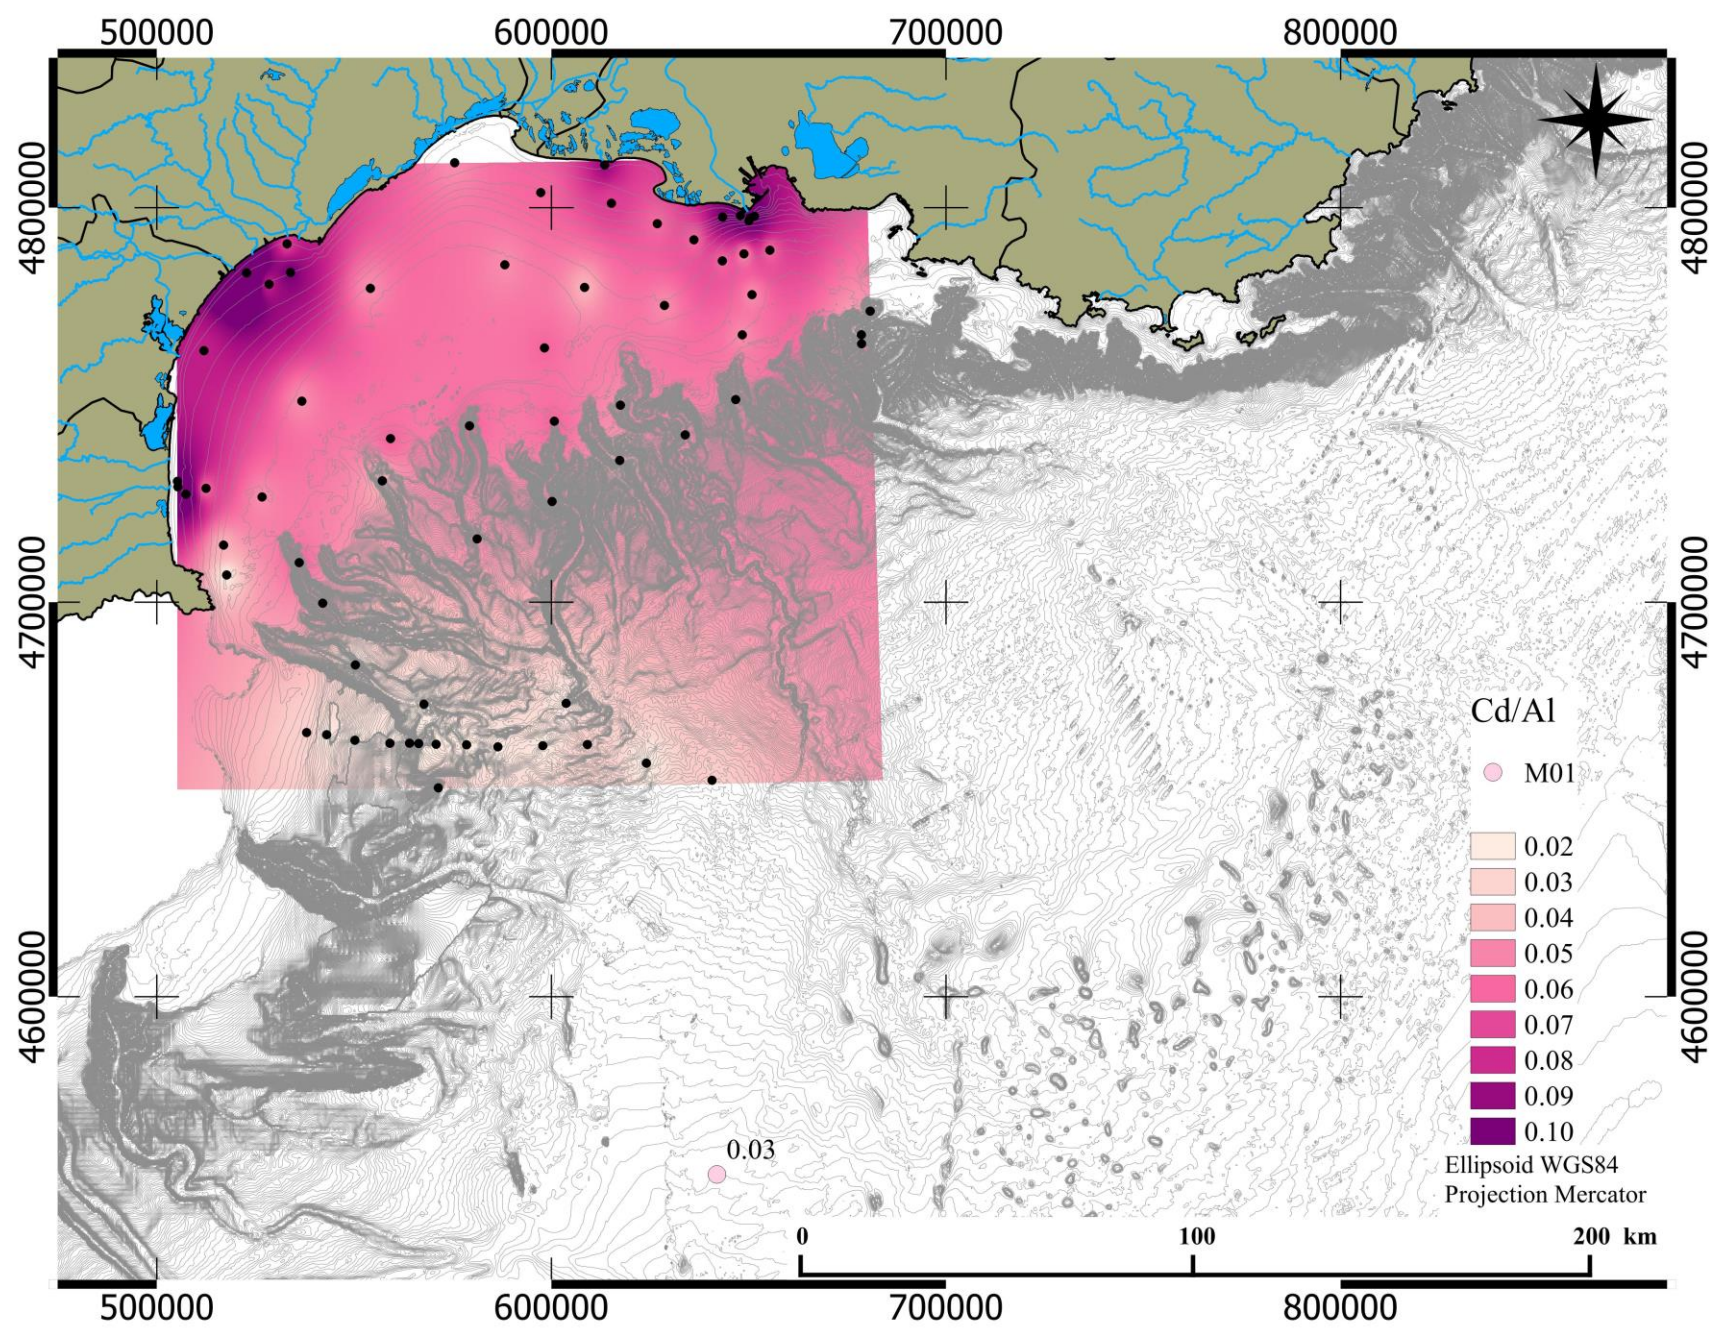 500000 600000 700000 800000
4800000 4800000
4700000 4700000
Cd/Al
M01
0.02
0.03
0.04
0.05
0.06
0.07
0.08
0.09
0.10
4600000 4600000
0.03
Ellipsoid WGS84
Projection Mercator
0 100 200 km
500000 600000 700000 800000